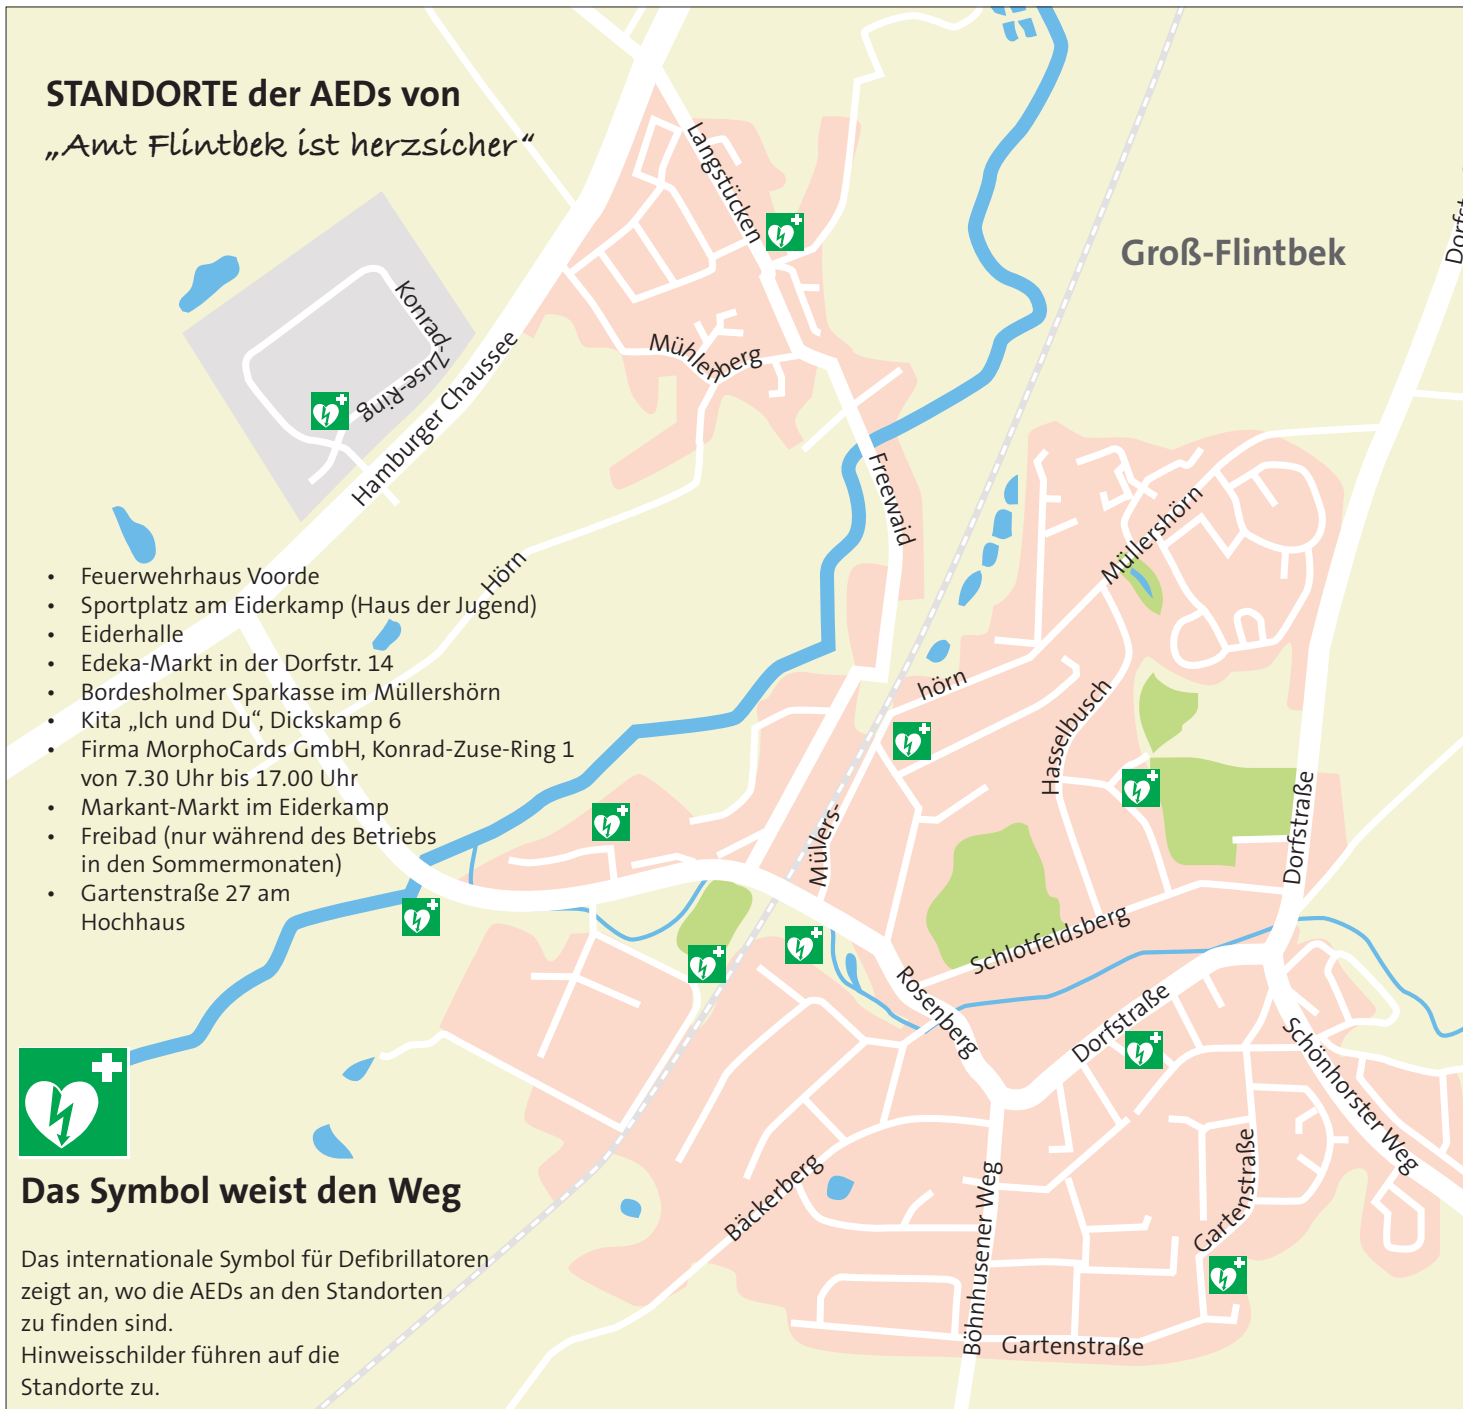 STANDORTE der AEDs von
„Amt Flintbek ist herzsicher“
Langstücken
Groß-Flintbek
Konrad-Zuse-Ring
Hamburger Chaussee
Mühlenberg
Freewaid
Müllershörn
Hörn
• Feuerwehrhaus Voorde
• Sportplatz am Eiderkamp (Haus der Jugend)
• Eiderhalle
• Edeka-Markt in der Dorfstr. 14
• Bordesholmer Sparkasse im Müllershörn
• Kita „Ich und Du“, Dickskamp 6
• Firma MorphoCards GmbH, Konrad-Zuse-Ring 1
von 7.30 Uhr bis 17.00 Uhr
• Markant-Markt im Eiderkamp
• Freibad (nur während des Betriebs
in den Sommermonaten)
• Gartenstraße 27 am
Hochhaus
Müllers-
hörn
Hasselbusch
Dorfstraße
Schlotfeldsberg
Rosenberg
Dorfstraße
Schönhorster Weg
Bäckerberg
Böhnhusener Weg
Gartenstraße
Gartenstraße
Das Symbol weist den Weg
Das internationale Symbol für Defibrillatoren
zeigt an, wo die AEDs an den Standorten
zu finden sind.
Hinweisschilder führen auf die
Standorte zu.